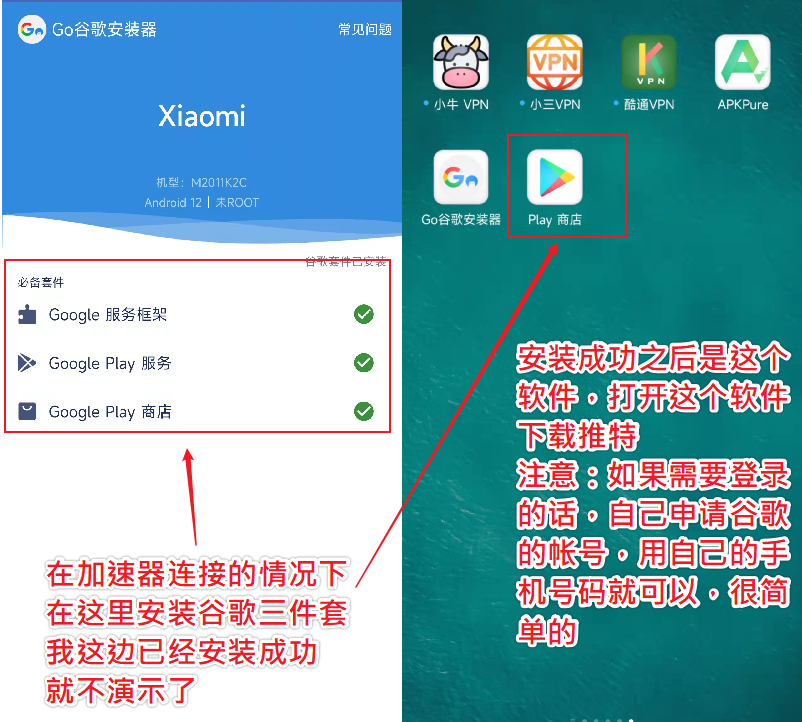 Go谷歌安装器
常见问题
Xiaomi
机型：M2011K2C
Android 12 | 未ROOT
谷歌套件已安装
必备套件
Google 服务框架
Google Play 服务
Google Play 商店
在加速器连接的情况下
在这里安装谷歌三件套
我这边已经安装成功
就不演示了
VPN
VPN
小牛 VPN
小三VPN
酷通VPN
APKPure
Go谷歌安装器
Play 商店
安装成功之后是这个
软件，打开这个软件
下载推特
注意：如果需要登录
的话，自己申请谷歌
的帐号，用自己的手
机号码就可以，很简
单的